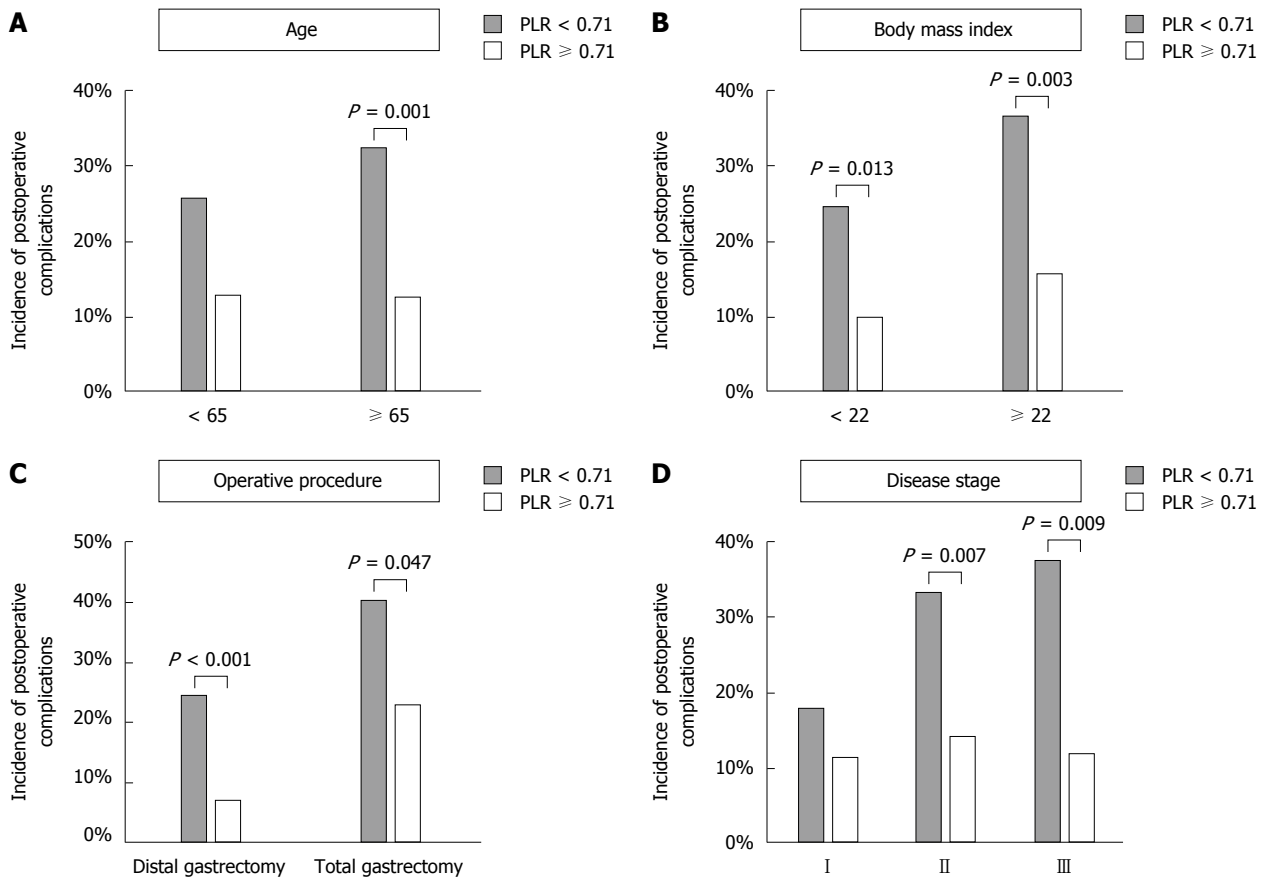 A
Age
PLR < 0.71
PLR ≥ 0.71
Incidence of postoperative
complications
40%
30%
20%
10%
0%
P = 0.001
< 65
≥ 65
B
Body mass index
PLR < 0.71
PLR ≥ 0.71
Incidence of postoperative
complications
40%
30%
20%
10%
0%
P = 0.013
P = 0.003
< 22
≥ 22
C
Operative procedure
PLR < 0.71
PLR ≥ 0.71
Incidence of postoperative
complications
50%
40%
30%
20%
10%
0%
P < 0.001
P = 0.047
Distal gastrectomy
Total gastrectomy
D
Disease stage
PLR < 0.71
PLR ≥ 0.71
Incidence of postoperative
complications
40%
30%
20%
10%
0%
P = 0.007
P = 0.009
I
II
III